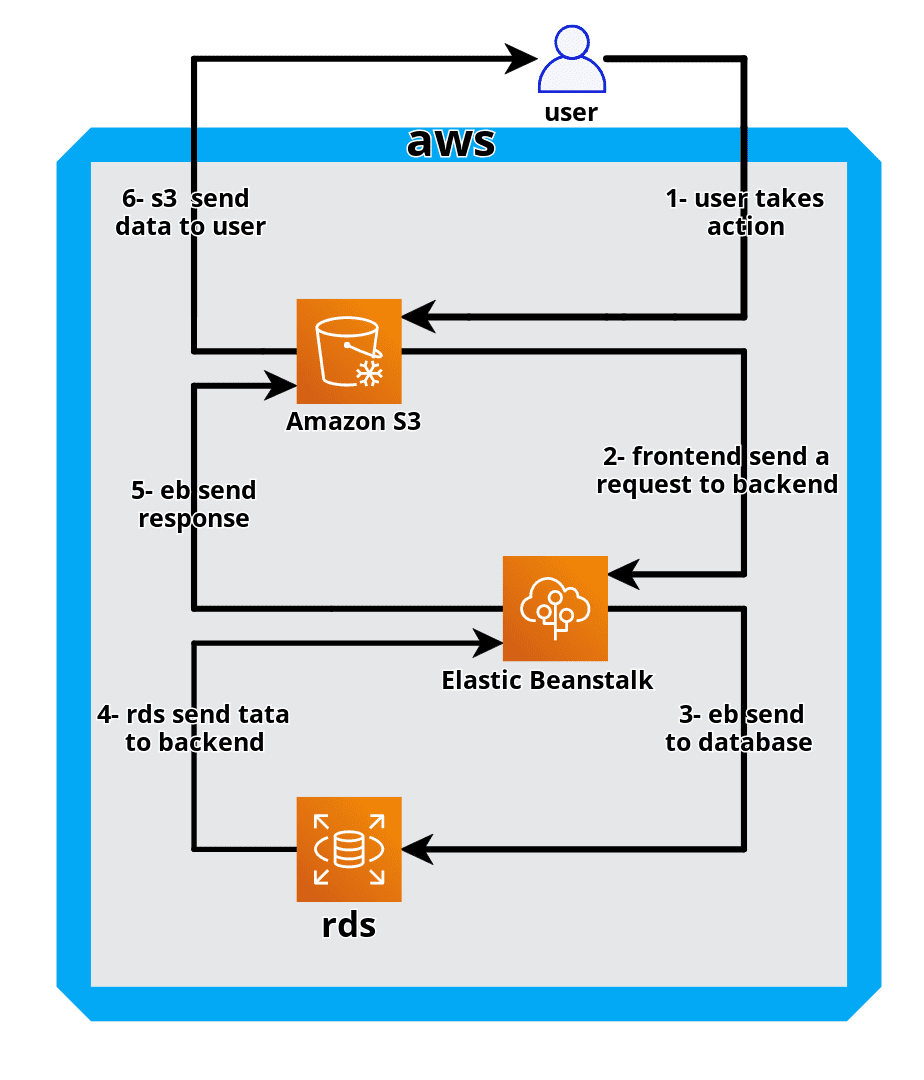 user
aws
6- s3  send
data to user
1- user takes
action
Amazon S3
2- frontend send a
request to backend
5- eb send
response
Elastic Beanstalk
4- rds send tata
to backend
3- eb send
to database
rds